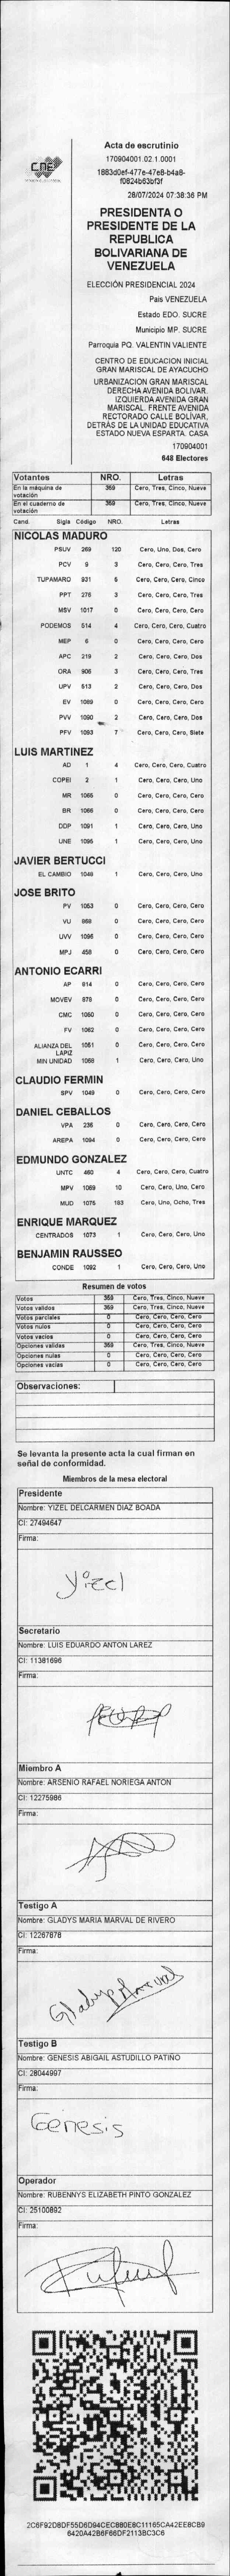 CNE
PODER ELECTORAL
Acta de escrutinio
170904001.02.1.0001
1883d0ef-477e-47e8-b4a8-
f0824b63bf3f
28/07/2024 07:38:36 PM
PRESIDENTA O
PRESIDENTE DE LA
REPUBLICA
BOLIVARIANA DE
VENEZUELA
ELECCIÓN PRESIDENCIAL 2024
Pais VENEZUELA
Estado EDO. SUCRE
Municipio MP. SUCRE
Parroquia PQ. VALENTIN VALIENTE
CENTRO DE EDUCACION INICIAL
GRAN MARISCAL DE AYACUCHO
URBANIZACIÓN GRAN MARISCAL
DERECHA AVENIDA BOLIVAR.
IZQUIERDA AVENIDA GRAN
MARISCAL. FRENTE AVENIDA
RECTORADO CALLE BOLIVAR.
DETRÁS DE LA UNIDAD EDUCATIVA
ESTADO NUEVA ESPARTA. CASA
170904001
648 Electores
Votantes NRO. Letras
En la máquina de votación 359 Cero, Tres, Cinco, Nueve
En el cuaderno de votación 359 Cero, Tres, Cinco, Nueve
Cand. Sigla Código NRO. Letras
NICOLAS MADURO
PSUV 269 120 Cero, Uno, Dos, Cero
PCV 9 3 Cero, Cero, Cero, Tres
TUPAMARO 931 5 Cero, Cero, Cero, Cinco
PPT 276 3 Cero, Cero, Cero, Tres
MSV 1017 0 Cero, Cero, Cero, Cero
PODEMOS 514 4 Cero, Cero, Cero, Cuatro
MEP 6 0 Cero, Cero, Cero, Cero
APC 219 2 Cero, Cero, Cero, Dos
ORA 906 3 Cero, Cero, Cero, Tres
UPV 513 2 Cero, Cero, Cero, Dos
EV 1089 0 Cero, Cero, Cero, Cero
PVV 1090 2 Cero, Cero, Cero, Dos
PFV 1093 7 Cero, Cero, Cero, Siete
LUIS MARTINEZ
AD 1 4 Cero, Cero, Cero, Cuatro
COPEI 2 1 Cero, Cero, Cero, Uno
MR 1065 0 Cero, Cero, Cero, Cero
BR 1066 0 Cero, Cero, Cero, Cero
DDP 1091 1 Cero, Cero, Cero, Uno
UNE 1095 1 Cero, Cero, Cero, Uno
JAVIER BERTUCCI
EL CAMBIO 1048 1 Cero, Cero, Cero, Uno
JOSE BRITO
PV 1053 0 Cero, Cero, Cero, Cero
VU 868 0 Cero, Cero, Cero, Cero
UVV 1096 0 Cero, Cero, Cero, Cero
MPJ 458 0 Cero, Cero, Cero, Cero
ANTONIO ECARRI
AP 814 0 Cero, Cero, Cero, Cero
MOVEV 878 0 Cero, Cero, Cero, Cero
CMC 1050 0 Cero, Cero, Cero, Cero
FV 1062 0 Cero, Cero, Cero, Cero
ALIANZA DEL LAPIZ 1051 0 Cero, Cero, Cero, Cero
MIN UNIDAD 1068 1 Cero, Cero, Cero, Uno
CLAUDIO FERMIN
SPV 1049 0 Cero, Cero, Cero, Cero
DANIEL CEBALLOS
VPA 236 0 Cero, Cero, Cero, Cero
AREPA 1094 0 Cero, Cero, Cero, Cero
EDMUNDO GONZALEZ
UNTC 460 4 Cero, Cero, Cero, Cuatro
MPV 1069 10 Cero, Cero, Uno, Cero
MUD 1075 183 Cero, Uno, Ocho, Tres
ENRIQUE MARQUEZ
CENTRADOS 1073 1 Cero, Cero, Cero, Uno
BENJAMIN RAUSSEO
CONDE 1092 1 Cero, Cero, Cero, Uno
Resumen de votos
Votos 359 Cero, Tres, Cinco, Nueve
Votos validos 359 Cero, Tres, Cinco, Nueve
Votos parciales 0 Cero, Cero, Cero, Cero
Votos nulos 0 Cero, Cero, Cero, Cero
Votos vacios 0 Cero, Cero, Cero, Cero
Opciones validas 359 Cero, Tres, Cinco, Nueve
Opciones nulas 0 Cero, Cero, Cero, Cero
Opciones vacias 0 Cero, Cero, Cero, Cero
Observaciones:
Se levanta la presente acta la cual firman en
señal de conformidad.
Miembros de la mesa electoral
Presidente
Nombre: YIZEL DELCARMEN DIAZ BOADA
CI: 27494647
Firma:
Yizel
Secretario
Nombre: LUIS EDUARDO ANTON LAREZ
CI: 11381696
Firma:
Miembro A
Nombre: ARSENIO RAFAEL NORIEGA ANTON
CI: 12275986
Firma:
Testigo A
Nombre: GLADYS MARIA MARVAL DE RIVERO
CI: 12267878
Firma:
Gladys Marval
Testigo B
Nombre: GENESIS ABIGAIL ASTUDILLO PATIÑO
CI: 28044997
Firma:
Genesis
Operador
Nombre: RUBENNYS ELIZABETH PINTO GONZALEZ
CI: 25100892
Firma:
2C6F92D8DF55D6D94CEC880E8C11165CA42EE8CB9
6420A42B6F66DF2113BC3C6